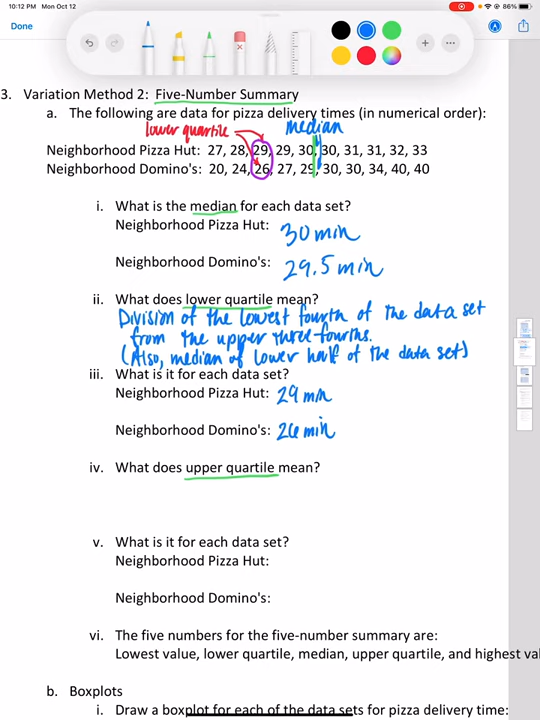 10:12 PM Mon Oct 12
86%
Done
3. Variation Method 2: Five-Number Summary
a. The following are data for pizza delivery times (in numerical order):
lower quartile
median
Neighborhood Pizza Hut: 27, 28, 29, 29, 30, 30, 31, 31, 32, 33
Neighborhood Domino's: 20, 24, 26, 27, 29, 30, 30, 34, 40, 40
i. What is the median for each data set?
Neighborhood Pizza Hut: 30 min
Neighborhood Domino's: 29.5 min
ii. What does lower quartile mean?
Division of the lowest fourth of the data set
from the upper three-fourths.
(Also, median of lower half of the data set)
iii. What is it for each data set?
Neighborhood Pizza Hut: 29 min
Neighborhood Domino's: 26 min
iv. What does upper quartile mean?
v. What is it for each data set?
Neighborhood Pizza Hut:
Neighborhood Domino's:
vi. The five numbers for the five-number summary are:
Lowest value, lower quartile, median, upper quartile, and highest va
b. Boxplots
i. Draw a boxplot for each of the data sets for pizza delivery time: